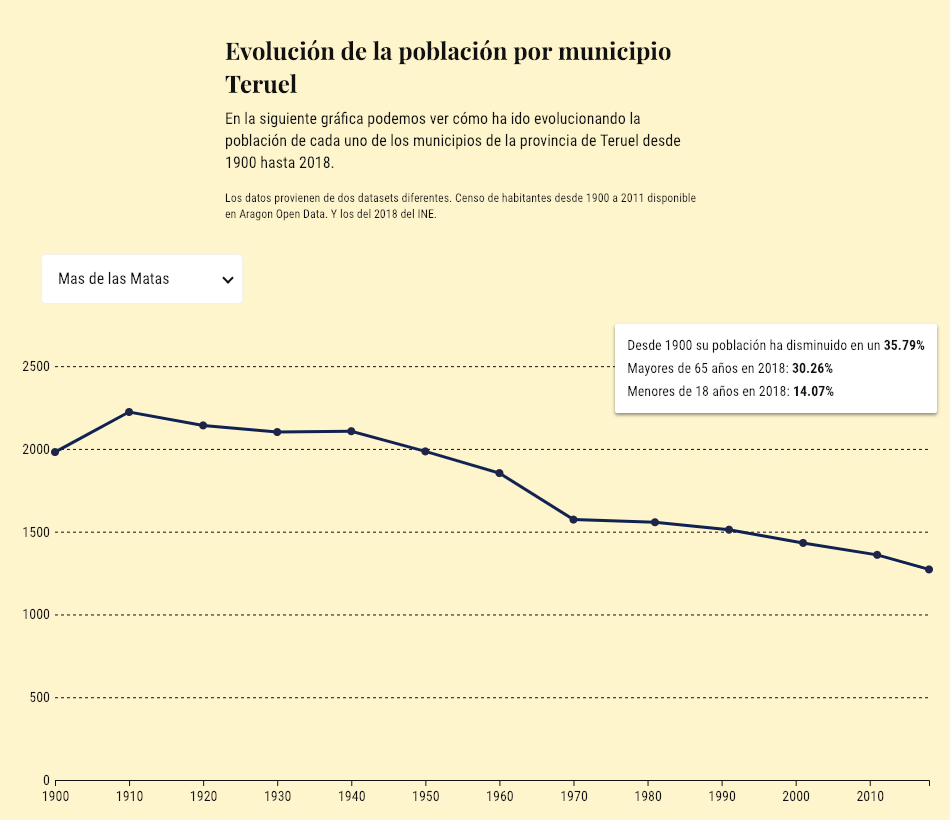 Evolución de la población por municipio
Teruel
En la siguiente gráfica podemos ver cómo ha ido evolucionando la
población de cada uno de los municipios de la provincia de Teruel desde
1900 hasta 2018.
Los datos provienen de dos datasets diferentes. Censo de habitantes desde 1900 a 2011 disponible
en Aragon Open Data. Y los del 2018 del INE.
Mas de las Matas
Desde 1900 su población ha disminuido en un 35.79%
Mayores de 65 años en 2018: 30.26%
Menores de 18 años en 2018: 14.07%
2500
2000
1500
1000
500
0
1900 1910 1920 1930 1940 1950 1960 1970 1980 1990 2000 2010